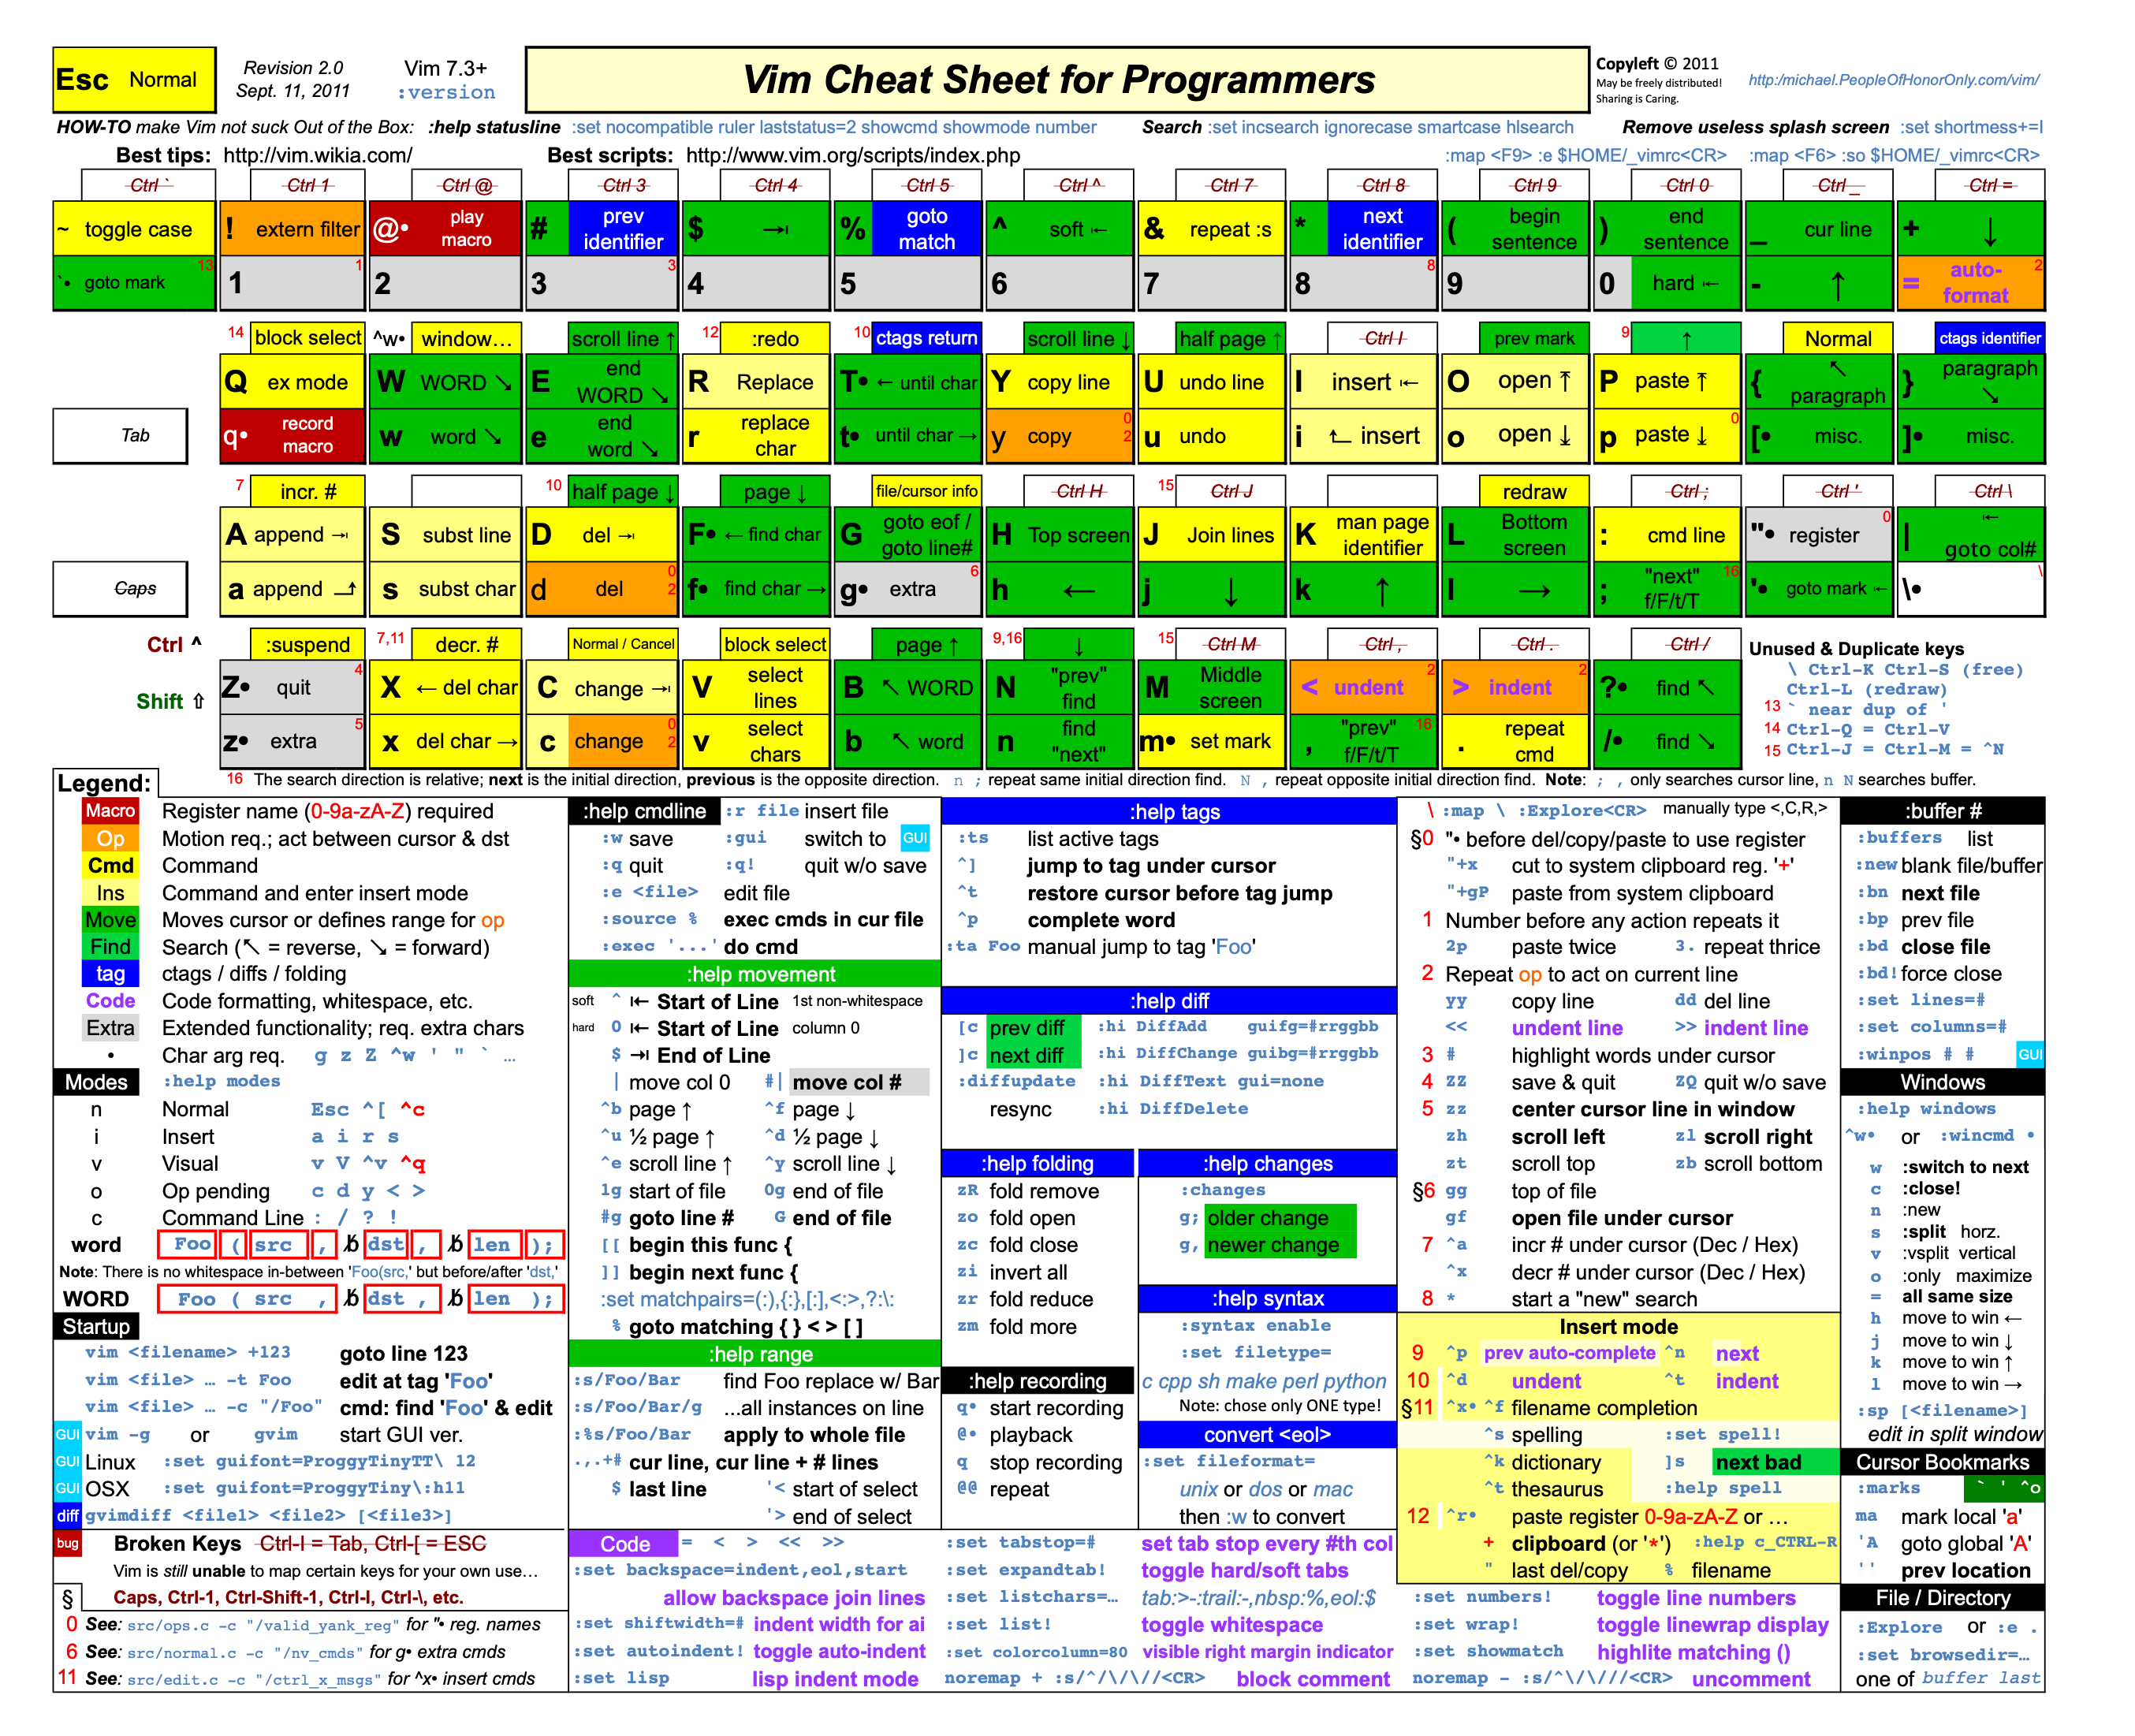 Esc Normal
Revision 2.0
Sept. 11, 2011
Vim 7.3+
:version
Vim Cheat Sheet for Programmers
Copyleft © 2011
May be freely distributed!
Sharing is Caring.
http:/michael.PeopleOfHonorOnly.com/vim/
HOW-TO make Vim not suck Out of the Box: :help statusline :set nocompatible ruler laststatus=2 showcmd showmode number Search :set incsearch ignorecase smartcase hlsearch Remove useless splash screen :set shortmess+=I
Best tips: http://vim.wikia.com/ Best scripts: http://www.vim.org/scripts/index.php :map <F9> :e $HOME/_vimrc<CR> :map <F6> :so $HOME/_vimrc<CR>
Ctrl ` Ctrl 1 Ctrl @ Ctrl 3 Ctrl 4 Ctrl 5 Ctrl ^ Ctrl 7 Ctrl 8 Ctrl 9 Ctrl 0 Ctrl _ Ctrl =
~ toggle case ! extern filter @• play macro # prev identifier $ ⇥ % goto match ^ soft ⇤ & repeat :s * next identifier ( begin sentence ) end sentence _ cur line + ↓
`• goto mark 13 1 1 2 3 3 4 5 6 7 8 8 9 0 hard ⇤ - ↑ = auto-format 2
14 block select ^w• window... scroll line ↑ 12 :redo 10 ctags return scroll line ↓ half page ↑ Ctrl I prev mark 9 ↑ Normal ctags identifier
Q ex mode W WORD ↘ E end WORD ↘ R Replace T• ← until char Y copy line U undo line I insert ⇤ O open ⤒ P paste ⤒ { ↖ paragraph } paragraph ↘
Tab q• record macro w word ↘ e end word ↘ r replace char t• until char → y copy 0 2 u undo i insert o open ⤓ p paste ⤓ 0 [• misc. ]• misc.
7 incr. # 10 half page ↓ page ↓ file/cursor info Ctrl H 15 Ctrl J redraw Ctrl ; Ctrl ' Ctrl \
A append ⇥ S subst line D del ⇥ F• ← find char G goto eof / goto line# H Top screen J Join lines K man page identifier L Bottom screen : cmd line "• register 0 | ⇤ goto col#
Caps a append s subst char d del 0 2 f• find char → g• extra 6 h ← j ↓ k ↑ l → ; "next" f/F/t/T 16 '• goto mark ⇤ \• \
Ctrl ^ :suspend 7,11 decr. # Normal / Cancel block select page ↑ 9,16 ↓ 15 Ctrl M Ctrl , Ctrl . Ctrl /
Shift ⇧ Z• quit 4 X ← del char C change ⇥ V select lines B ↖ WORD N "prev" find M Middle screen < undent 2 > indent 2 ?• find ↖
z• extra 5 x del char → c change 0 2 v select chars b ↖ word n find "next" m• set mark , "prev" f/F/t/T 16 . repeat cmd /• find ↘
Unused & Duplicate keys
\ Ctrl-K Ctrl-S (free)
Ctrl-L (redraw)
13 ` near dup of '
14 Ctrl-Q = Ctrl-V
15 Ctrl-J = Ctrl-M = ^N
16 The search direction is relative; next is the initial direction, previous is the opposite direction. n ; repeat same initial direction find. N , repeat opposite initial direction find. Note: ; , only searches cursor line, n N searches buffer.
Legend:
Macro Register name (0-9a-zA-Z) required
Op Motion req.; act between cursor & dst
Cmd Command
Ins Command and enter insert mode
Move Moves cursor or defines range for op
Find Search (↖ = reverse, ↘ = forward)
tag ctags / diffs / folding
Code Code formatting, whitespace, etc.
Extra Extended functionality; req. extra chars
• Char arg req. g z Z ^w ' " ` …
Modes :help modes
n Normal Esc ^[ ^c
i Insert a i r s
v Visual v V ^v ^q
o Op pending c d y < >
c Command Line : / ? !
word Foo ( src , ␢ dst , ␢ len );
Note: There is no whitespace in-between 'Foo(src,' but before/after 'dst,'
WORD Foo ( src , ␢ dst , ␢ len );
Startup
vim <filename> +123 goto line 123
vim <file> … -t Foo edit at tag 'Foo'
vim <file> … -c "/Foo" cmd: find 'Foo' & edit
GUI vim -g or gvim start GUI ver.
GUI Linux :set guifont=ProggyTinyTT\ 12
GUI OSX :set guifont=ProggyTiny\:h11
diff gvimdiff <file1> <file2> [<file3>]
bug Broken Keys Ctrl-I = Tab, Ctrl-[ = ESC
Vim is still unable to map certain keys for your own use…
§ Caps, Ctrl-1, Ctrl-Shift-1, Ctrl-I, Ctrl-\, etc.
0 See: src/ops.c -c "/valid_yank_reg" for "• reg. names
6 See: src/normal.c -c "/nv_cmds" for g• extra cmds
11 See: src/edit.c -c "/ctrl_x_msgs" for ^x• insert cmds
:help cmdline :r file insert file
:w save :gui switch to GUI
:q quit :q! quit w/o save
:e <file> edit file
:source % exec cmds in cur file
:exec '...' do cmd
:help movement
soft ^ ⇤ Start of Line 1st non-whitespace
hard 0 ⇤ Start of Line column 0
$ ⇥ End of Line
| move col 0 #| move col #
^b page ↑ ^f page ↓
^u ½ page ↑ ^d ½ page ↓
^e scroll line ↑ ^y scroll line ↓
1g start of file 0g end of file
#g goto line # G end of file
[[ begin this func {
]] begin next func {
:set matchpairs=(:),{:},[:],<:>,?:\:
% goto matching { } < > [ ]
:help range
:s/Foo/Bar find Foo replace w/ Bar
:s/Foo/Bar/g ...all instances on line
:%s/Foo/Bar apply to whole file
.,.+# cur line, cur line + # lines
$ last line '< start of select
'> end of select
:help tags
:ts list active tags
^] jump to tag under cursor
^t restore cursor before tag jump
^p complete word
:ta Foo manual jump to tag 'Foo'
:help diff
[c prev diff :hi DiffAdd guifg=#rrggbb
]c next diff :hi DiffChange guibg=#rrggbb
:diffupdate :hi DiffText gui=none
resync :hi DiffDelete
:help folding
zR fold remove
zo fold open
zc fold close
zi invert all
zr fold reduce
zm fold more
:help recording
q• start recording
@• playback
q stop recording
@@ repeat
:help changes
:changes
g; older change
g, newer change
:help syntax
:syntax enable
:set filetype=
c cpp sh make perl python
Note: chose only ONE type!
convert <eol>
:set fileformat=
unix or dos or mac
then :w to convert
\ :map \ :Explore<CR> manually type <,C,R,>
§0 "• before del/copy/paste to use register
"+x cut to system clipboard reg. '+'
"+gP paste from system clipboard
1 Number before any action repeats it
2p paste twice 3. repeat thrice
2 Repeat op to act on current line
yy copy line dd del line
<< undent line >> indent line
3 # highlight words under cursor
4 ZZ save & quit ZQ quit w/o save
5 zz center cursor line in window
zh scroll left zl scroll right
zt scroll top zb scroll bottom
§6 gg top of file
gf open file under cursor
7 ^a incr # under cursor (Dec / Hex)
^x decr # under cursor (Dec / Hex)
8 * start a "new" search
Insert mode
9 ^p prev auto-complete ^n next
10 ^d undent ^t indent
§11 ^x• ^f filename completion
^s spelling :set spell!
^k dictionary ]s next bad
^t thesaurus :help spell
12 ^r• paste register 0-9a-zA-Z or …
+ clipboard (or '*') :help c_CTRL-R
" last del/copy % filename
:buffer #
:buffers list
:new blank file/buffer
:bn next file
:bp prev file
:bd close file
:bd! force close
:set lines=#
:set columns=#
:winpos # # GUI
Windows
:help windows
^w• or :wincmd •
w :switch to next
c :close!
n :new
s :split horz.
v :vsplit vertical
o :only maximize
= all same size
h move to win ←
j move to win ↓
k move to win ↑
l move to win →
:sp [<filename>]
edit in split window
Cursor Bookmarks
:marks ` ' ^o
ma mark local 'a'
'A goto global 'A'
'' prev location
File / Directory
:Explore or :e .
:set browsedir=…
one of buffer last
Code = < > << >>
:set backspace=indent,eol,start
allow backspace join lines
:set shiftwidth=# indent width for ai
:set autoindent! toggle auto-indent
:set lisp lisp indent mode
:set tabstop=# set tab stop every #th col
:set expandtab! toggle hard/soft tabs
:set listchars=… tab:>-:trail:-,nbsp:%,eol:$
:set list! toggle whitespace
:set colorcolumn=80 visible right margin indicator
noremap + :s/^/\/\//<CR> block comment
:set numbers! toggle line numbers
:set wrap! toggle linewrap display
:set showmatch highlite matching ()
noremap - :s/^\/\///<CR> uncomment